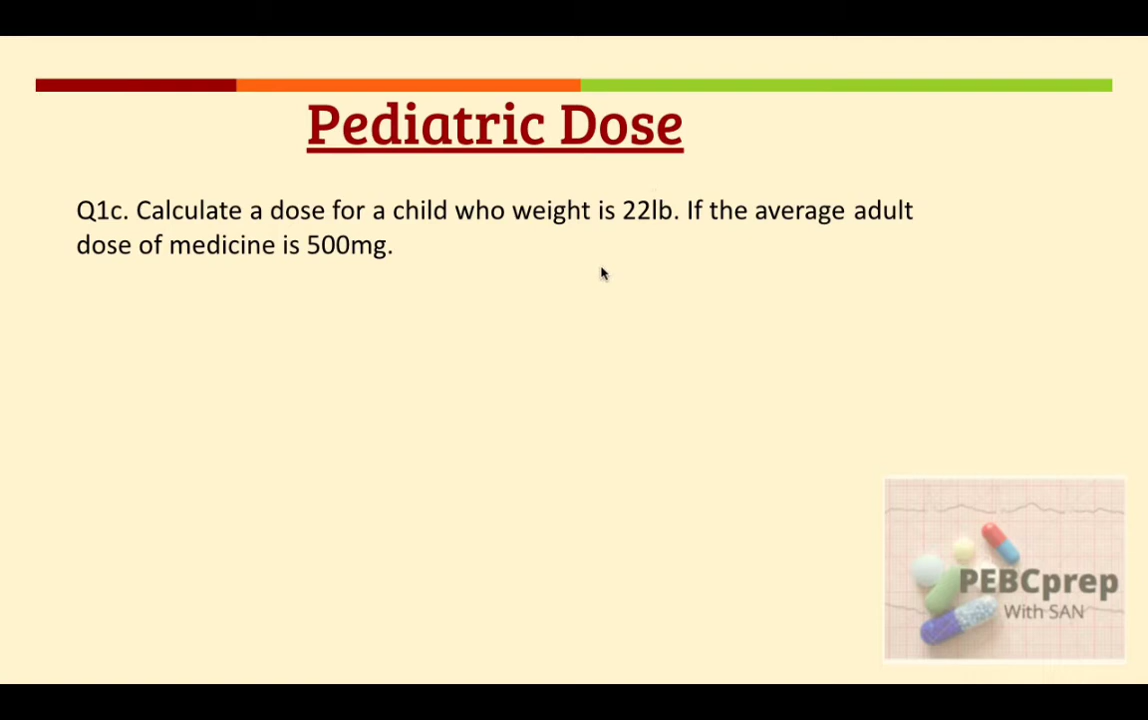 Pediatric Dose
Q1c. Calculate a dose for a child who weight is 22lb. If the average adult
dose of medicine is 500mg.
PEBCprep
With SAN